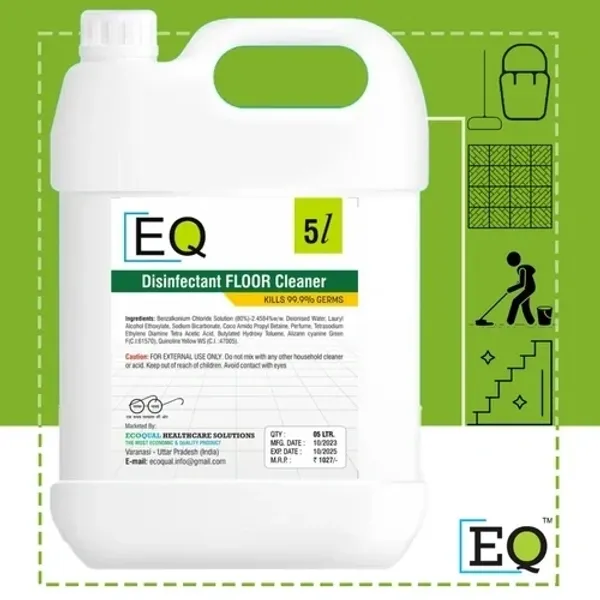 EQ
5l
Disinfectant FLOOR Cleaner
KILLS 99.9% GERMS
Ingredients: Benzalkonium Chloride Solution (80%)-2.4584%w/w. Deionised Water, Lauryl
Alcohol Ethoxylate, Sodium Bicarbonate, Coco Amido Propyl Betaine, Perfume, Tetrasodium
Ethylene Diamine Tetra Acetic Acid, Butylated Hydroxy Toluene, Alizarin cyanine Green
F(C.I:61570), Quinoline Yellow WS (C.I. :47005).
Caution: FOR EXTERNAL USE ONLY. Do not mix with any other household cleaner
or acid. Keep out of reach of children. Avoid contact with eyes
एक कदम स्वच्छता की ओर
Marketed By:
ECOQUAL HEALTHCARE SOLUTIONS
THE MOST ECONOMIC & QUALITY PRODUCT
Varanasi - Uttar Pradesh (India)
E-mail: ecoqual.info@gmail.com
QTY : 05 LTR.
MFG. DATE : 10/2023
EXP. DATE : 10/2025
M.R.P. : ₹ 1027/-
EQ™